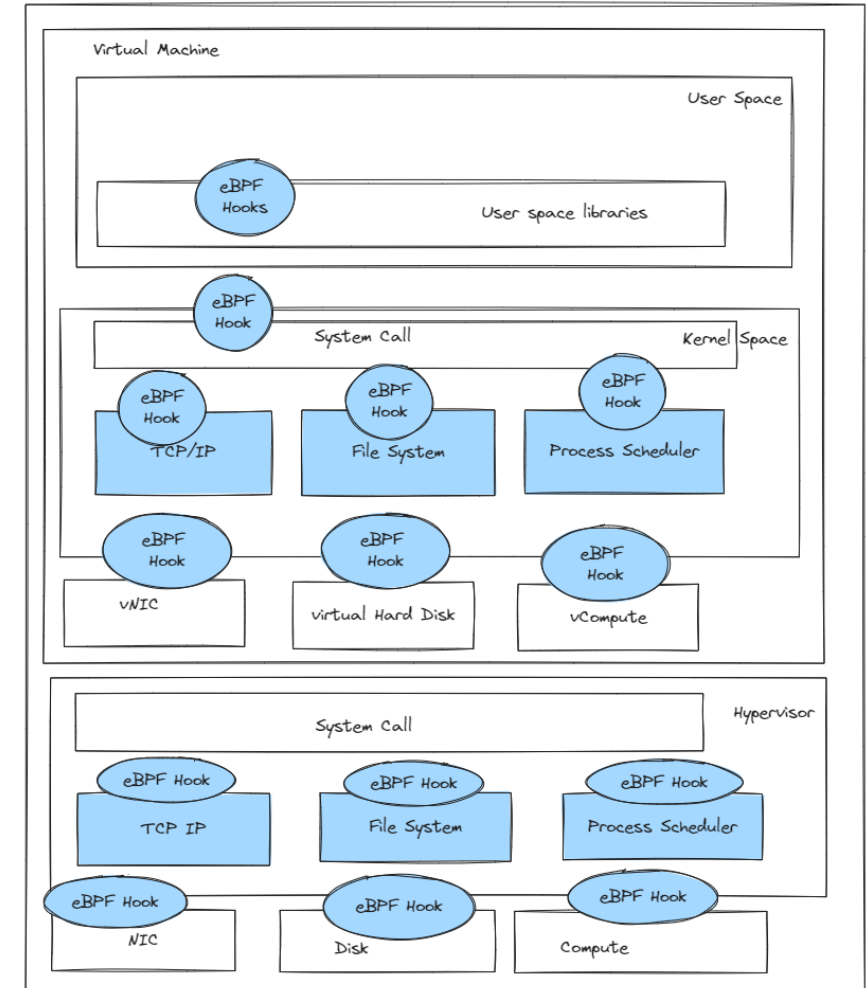 Virtual Machine
User Space
eBPF
Hooks
User space libraries
eBPF
Hook
System Call
Kernel Space
eBPF
Hook
TCP/IP
eBPF
Hook
File System
eBPF
Hook
Process Scheduler
eBPF
Hook
vNIC
eBPF
Hook
virtual Hard Disk
eBPF
Hook
vCompute
Hypervisor
System Call
eBPF Hook
TCP IP
eBPF Hook
File System
eBPF Hook
Process Scheduler
eBPF Hook
NIC
eBPF Hook
Disk
eBPF Hook
Compute